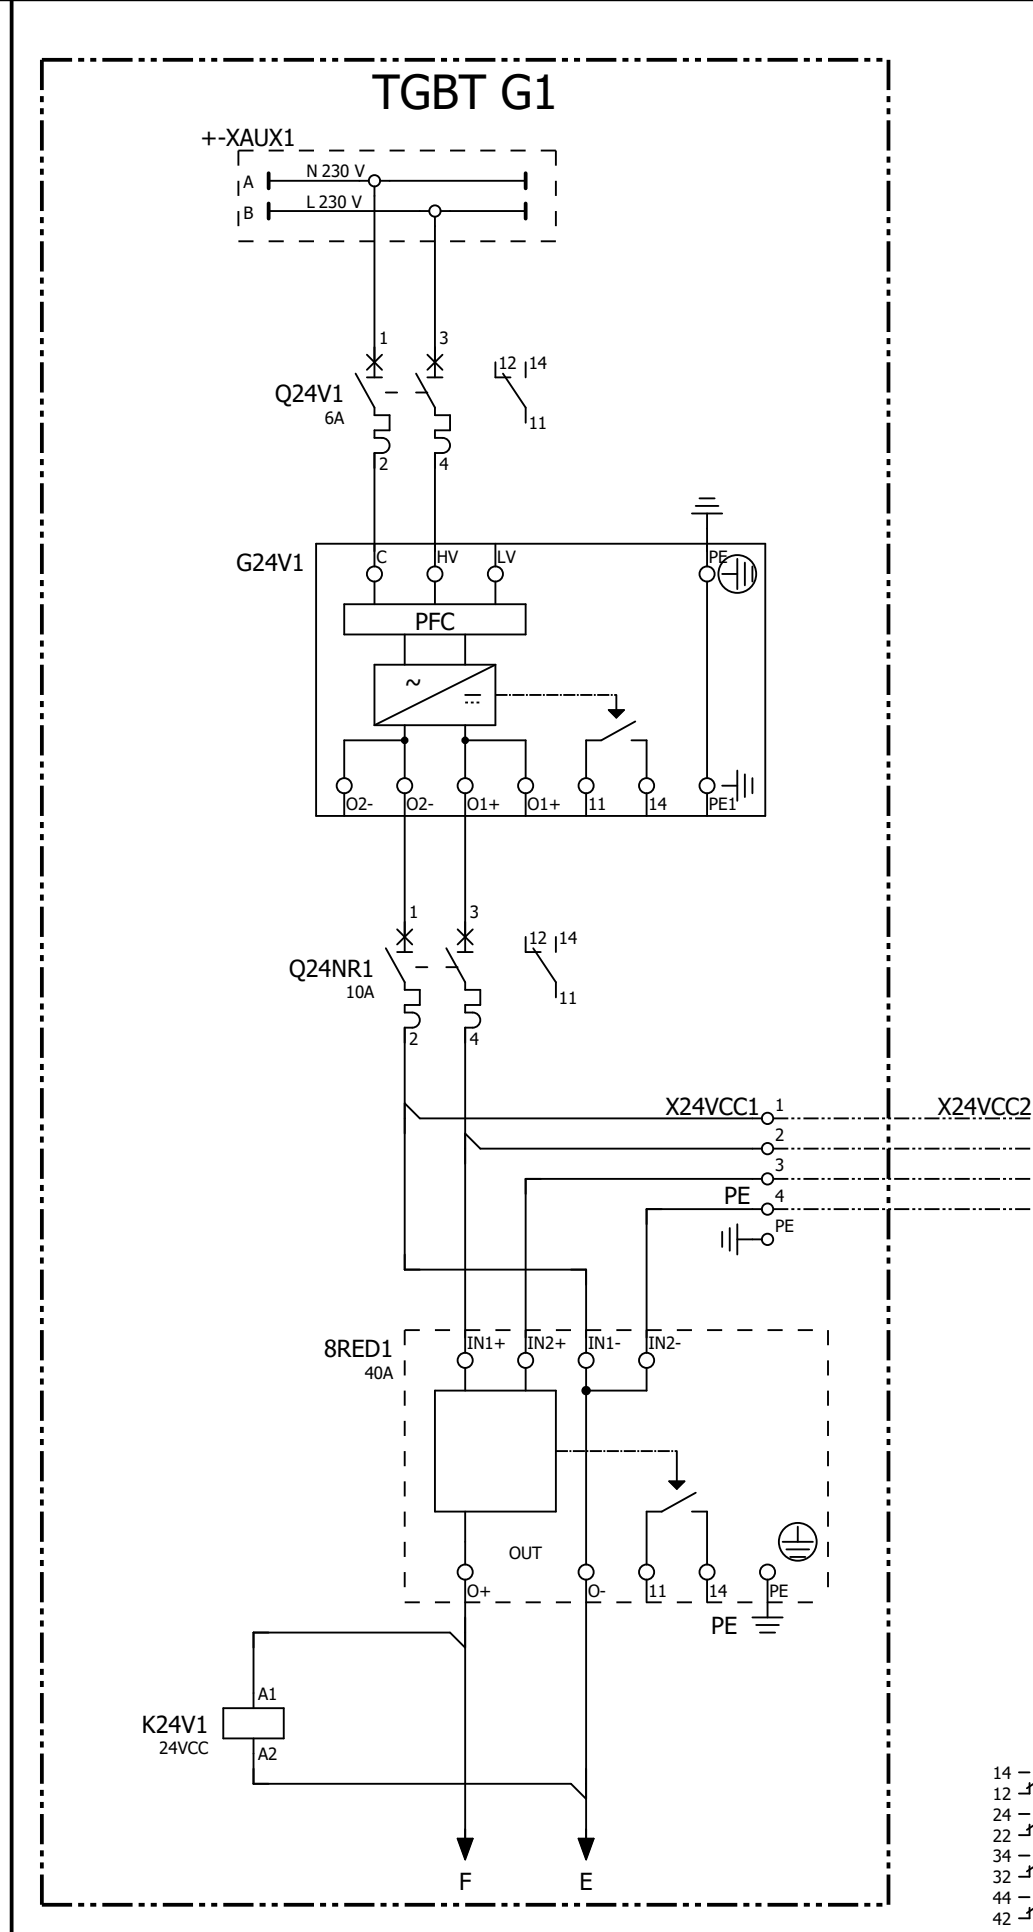 TGBT G1
+-XAUX1
A N 230 V
B L 230 V
1 3
12 14
Q24V1
6A
11
2 4
G24V1
C HV LV PE
PFC
~
O2- O2- O1+ O1+ 11 14 PE1
1 3
12 14
Q24NR1
10A
11
2 4
X24VCC1 1 X24VCC2
2
3
PE 4
PE
8RED1
40A
IN1+ IN2+ IN1- IN2-
OUT
O+ O- 11 14 PE
PE
A1
K24V1
24VCC
A2
F E
14
12
24
22
34
32
44
42